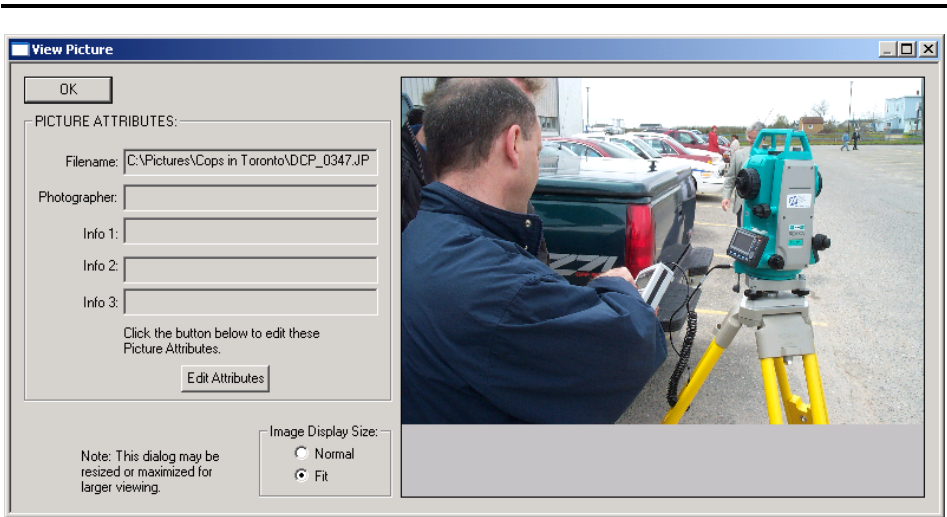 View Picture
OK
PICTURE ATTRIBUTES:
Filename: C:\Pictures\Cops in Toronto\DCP_0347.JP
Photographer:
Info 1:
Info 2:
Info 3:
Click the button below to edit these
Picture Attributes.
Edit Attributes
Note: This dialog may be
resized or maximized for
larger viewing.
Image Display Size:
Normal
Fit